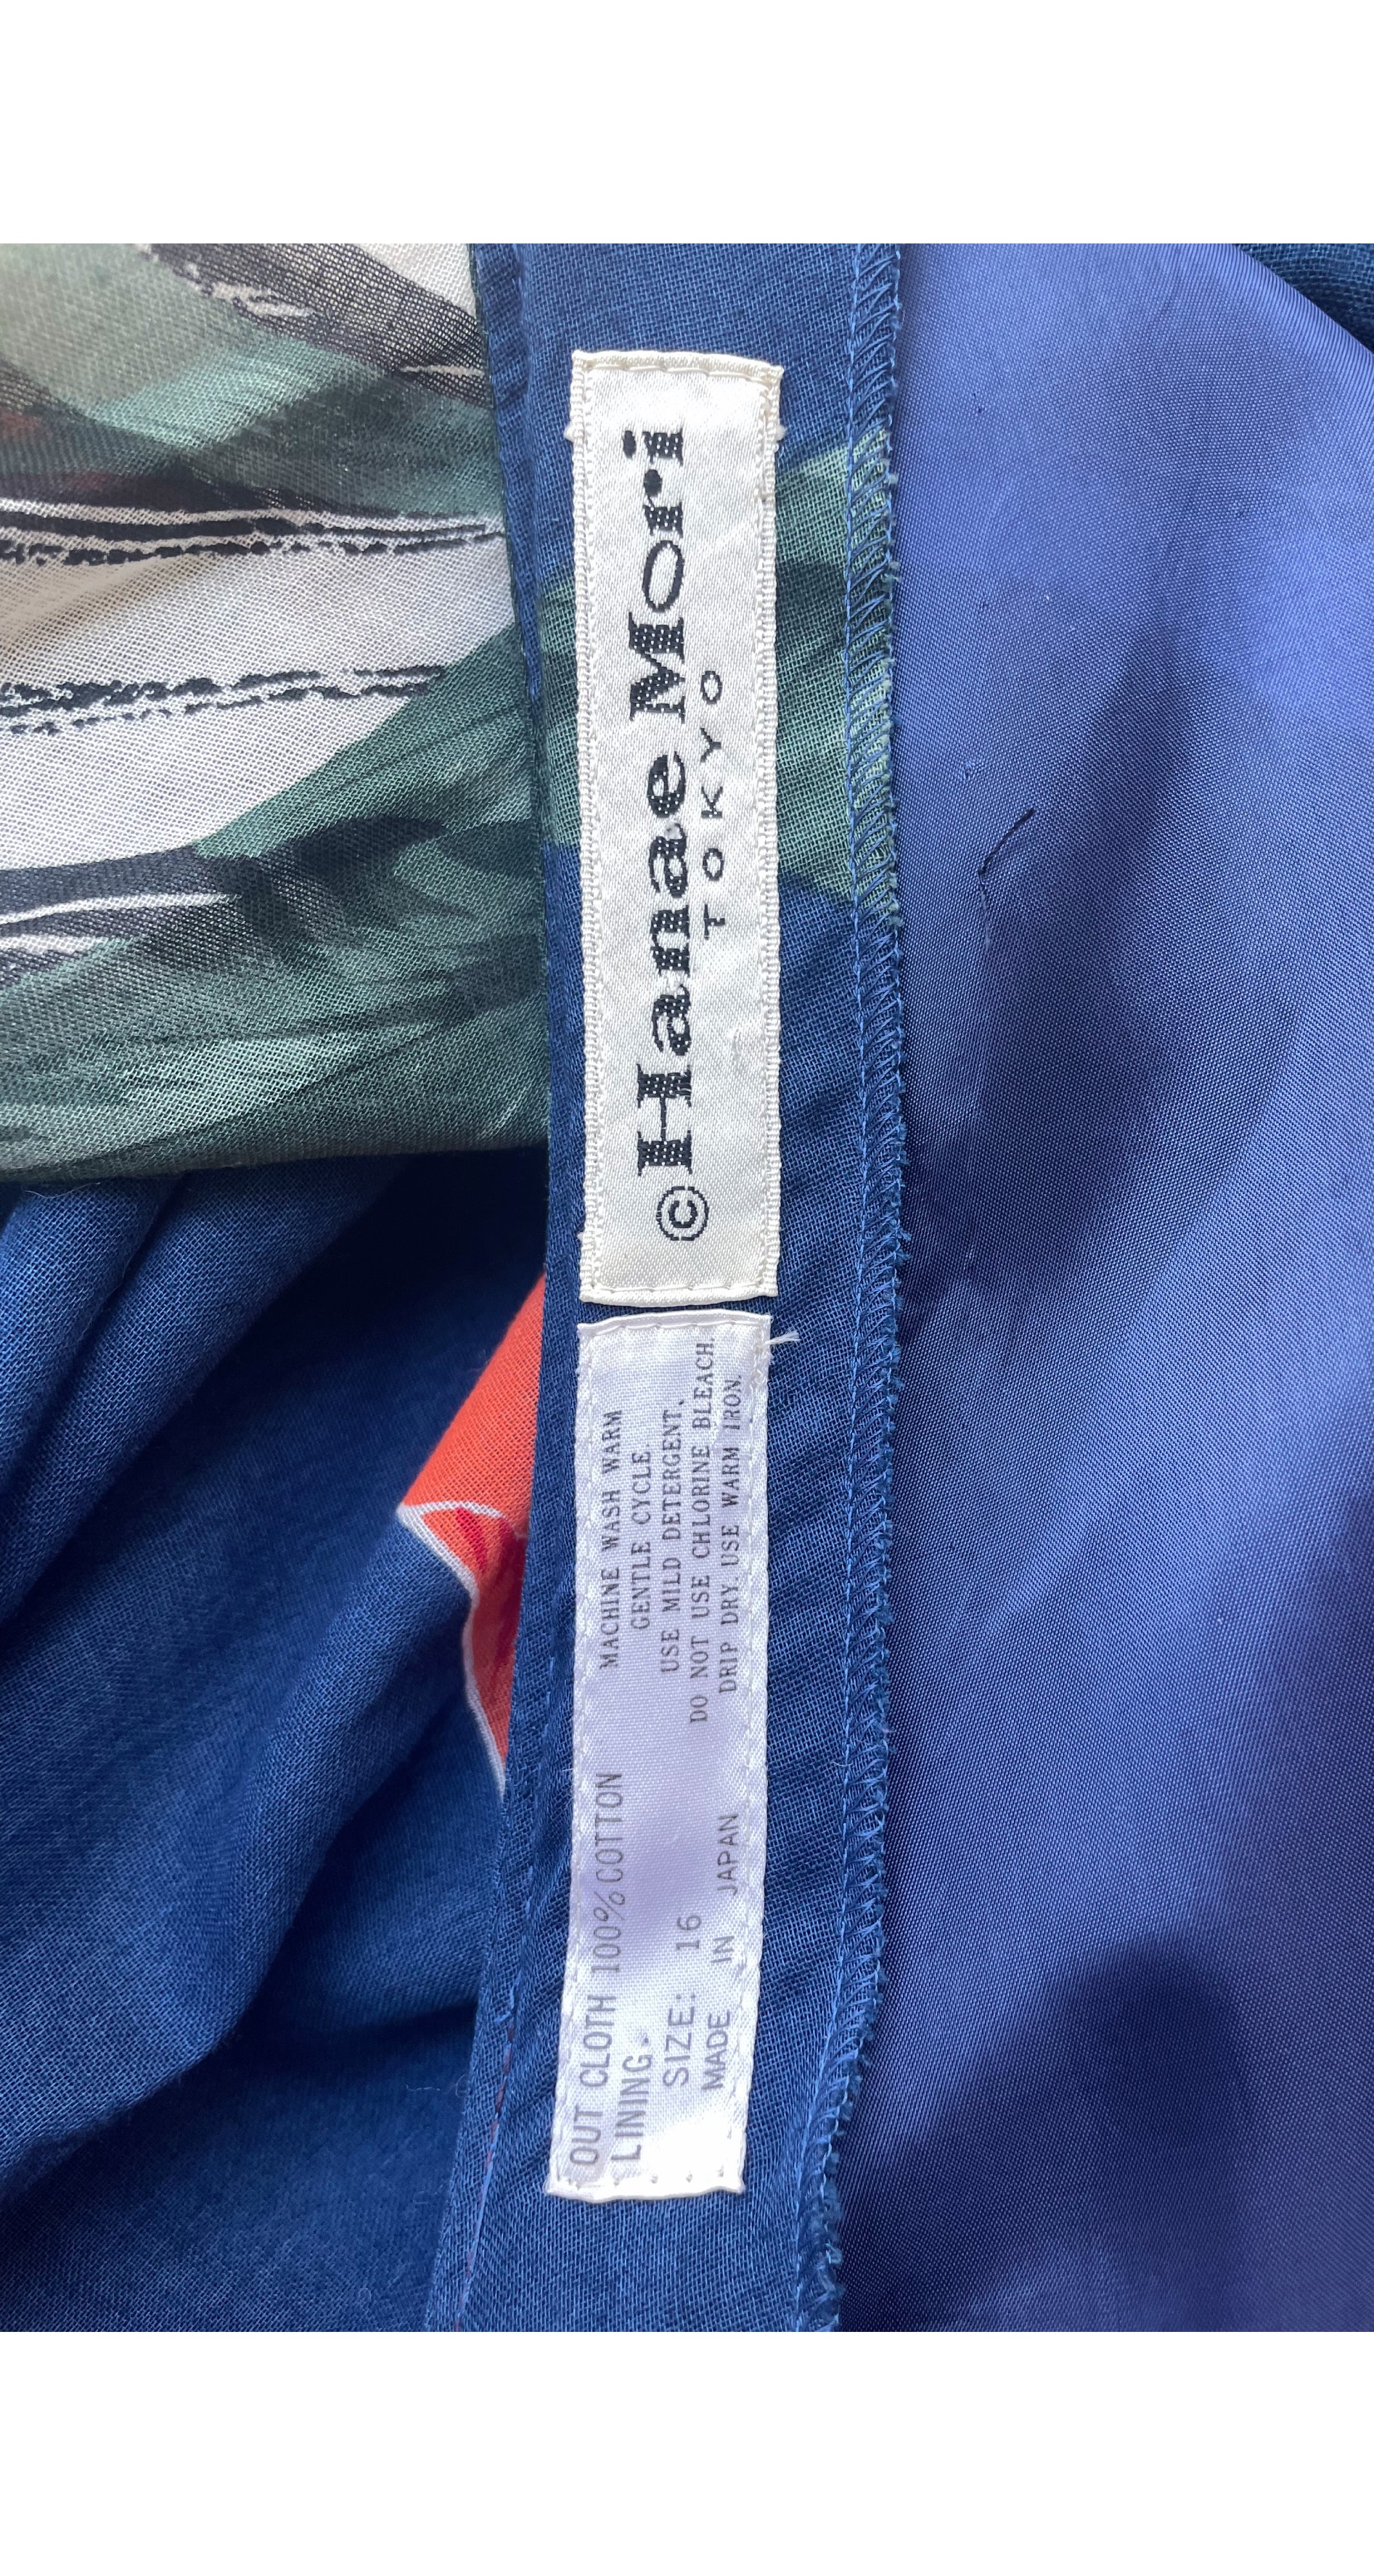 © Hanae Mori
TOKYO
OUT CLOTH 100% COTTON
LINING.
SIZE: 16
MADE IN JAPAN
MACHINE WASH WARM
GENTLE CYCLE.
USE MILD DETERGENT.
DO NOT USE CHLORINE BLEACH.
DRIP DRY. USE WARM IRON.